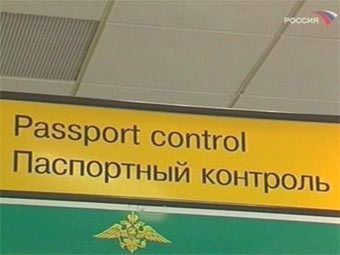 РОССИЯ
Passport control
Паспортный контроль